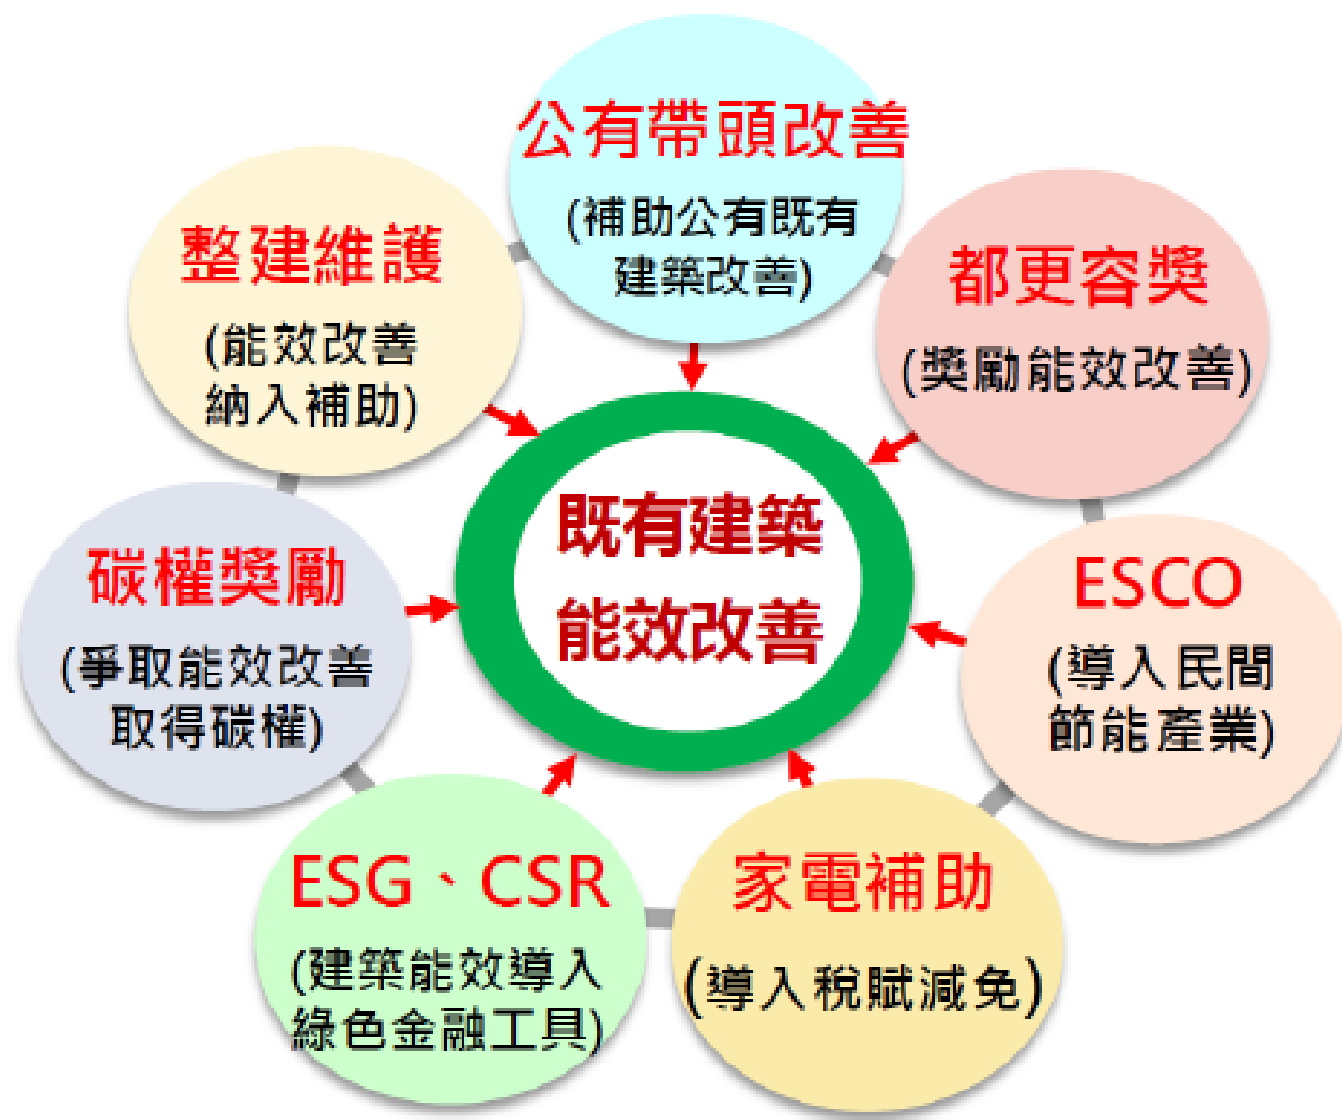 公有帶頭改善
(補助公有既有
建築改善)
都更容獎
(獎勵能效改善)
ESCO
(導入民間
節能產業)
家電補助
(導入稅賦減免)
ESG、CSR
(建築能效導入
綠色金融工具)
碳權獎勵
(爭取能效改善
取得碳權)
整建維護
(能效改善
納入補助)
既有建築
能效改善